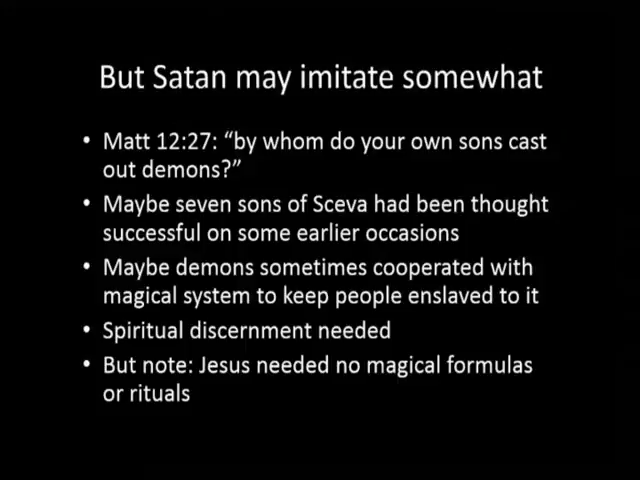 But Satan may imitate somewhat
• Matt 12:27: “by whom do your own sons cast
out demons?”
• Maybe seven sons of Sceva had been thought
successful on some earlier occasions
• Maybe demons sometimes cooperated with
magical system to keep people enslaved to it
• Spiritual discernment needed
• But note: Jesus needed no magical formulas
or rituals